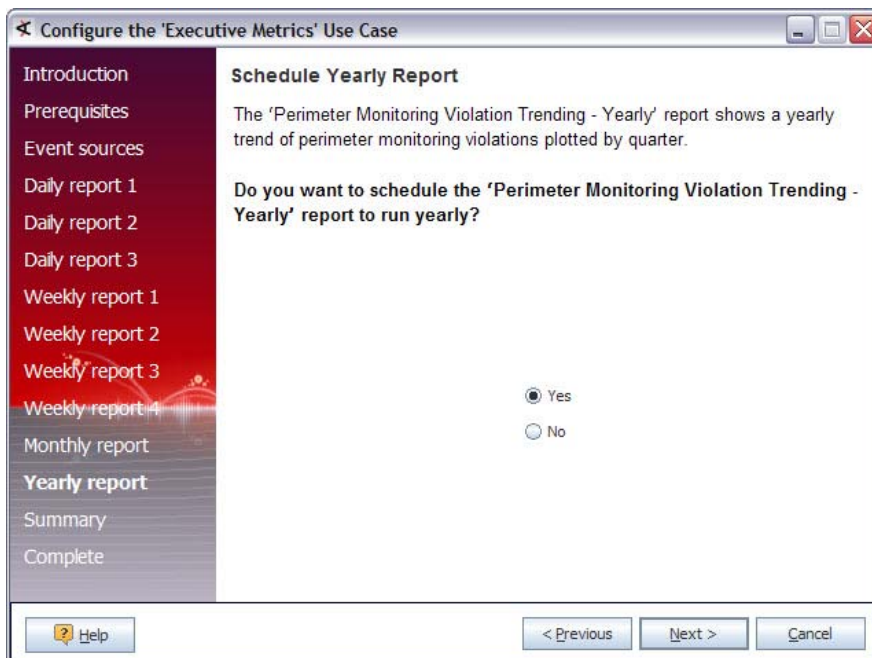 Configure the 'Executive Metrics' Use Case
Introduction
Prerequisites
Event sources
Daily report 1
Daily report 2
Daily report 3
Weekly report 1
Weekly report 2
Weekly report 3
Weekly report 4
Monthly report
Yearly report
Summary
Complete
Schedule Yearly Report
The ‘Perimeter Monitoring Violation Trending - Yearly’ report shows a yearly
trend of perimeter monitoring violations plotted by quarter.
Do you want to schedule the ‘Perimeter Monitoring Violation Trending -
Yearly’ report to run yearly?
Yes
No
Help
< Previous
Next >
Cancel